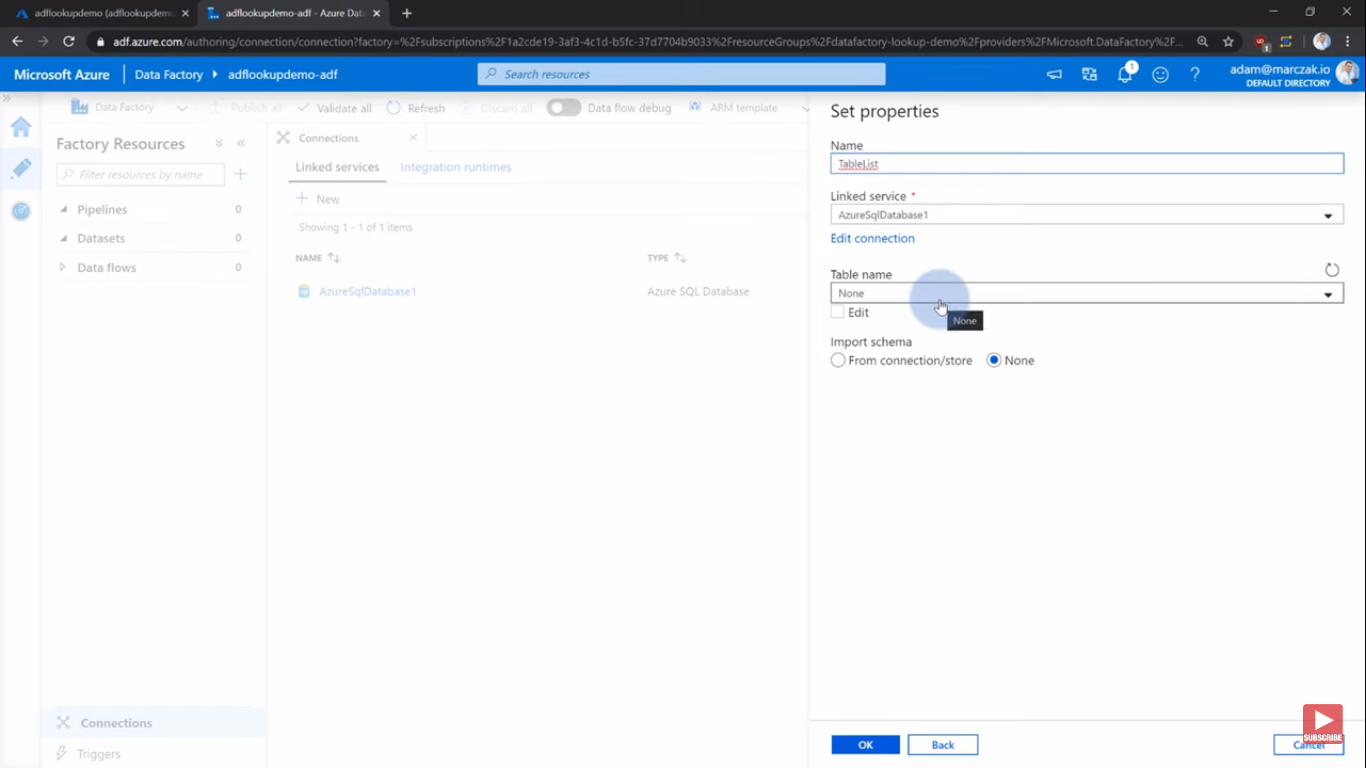 adflookupdemo (adflookupdemo
adflookupdemo-adf - Azure Data
adf.azure.com/authoring/connection/connection?factory=%2Fsubscriptions%2F1a2cde19-3af3-4c1d-b5fc-37d7704b9033%2FresourceGroups%2Fdatafactory-lookup-demo%2Fproviders%2FMicrosoft.DataFactory%2F...
Microsoft Azure
Data Factory
adflookupdemo-adf
Search resources
1
?
adam@marczak.io
DEFAULT DIRECTORY
Data Factory
Publish all
Validate all
Refresh
Discard all
Data flow debug
ARM template
Factory Resources
Filter resources by name
Pipelines 0
Datasets 0
Data flows 0
Connections
Triggers
Connections
Linked services
Integration runtimes
New
Showing 1 - 1 of 1 items
NAME
TYPE
AzureSqlDatabase1
Azure SQL Database
Set properties
Name
TableList
Linked service *
AzureSqlDatabase1
Edit connection
Table name
None
Edit
None
Import schema
From connection/store
None
OK
Back
Cancel
SUBSCRIBE